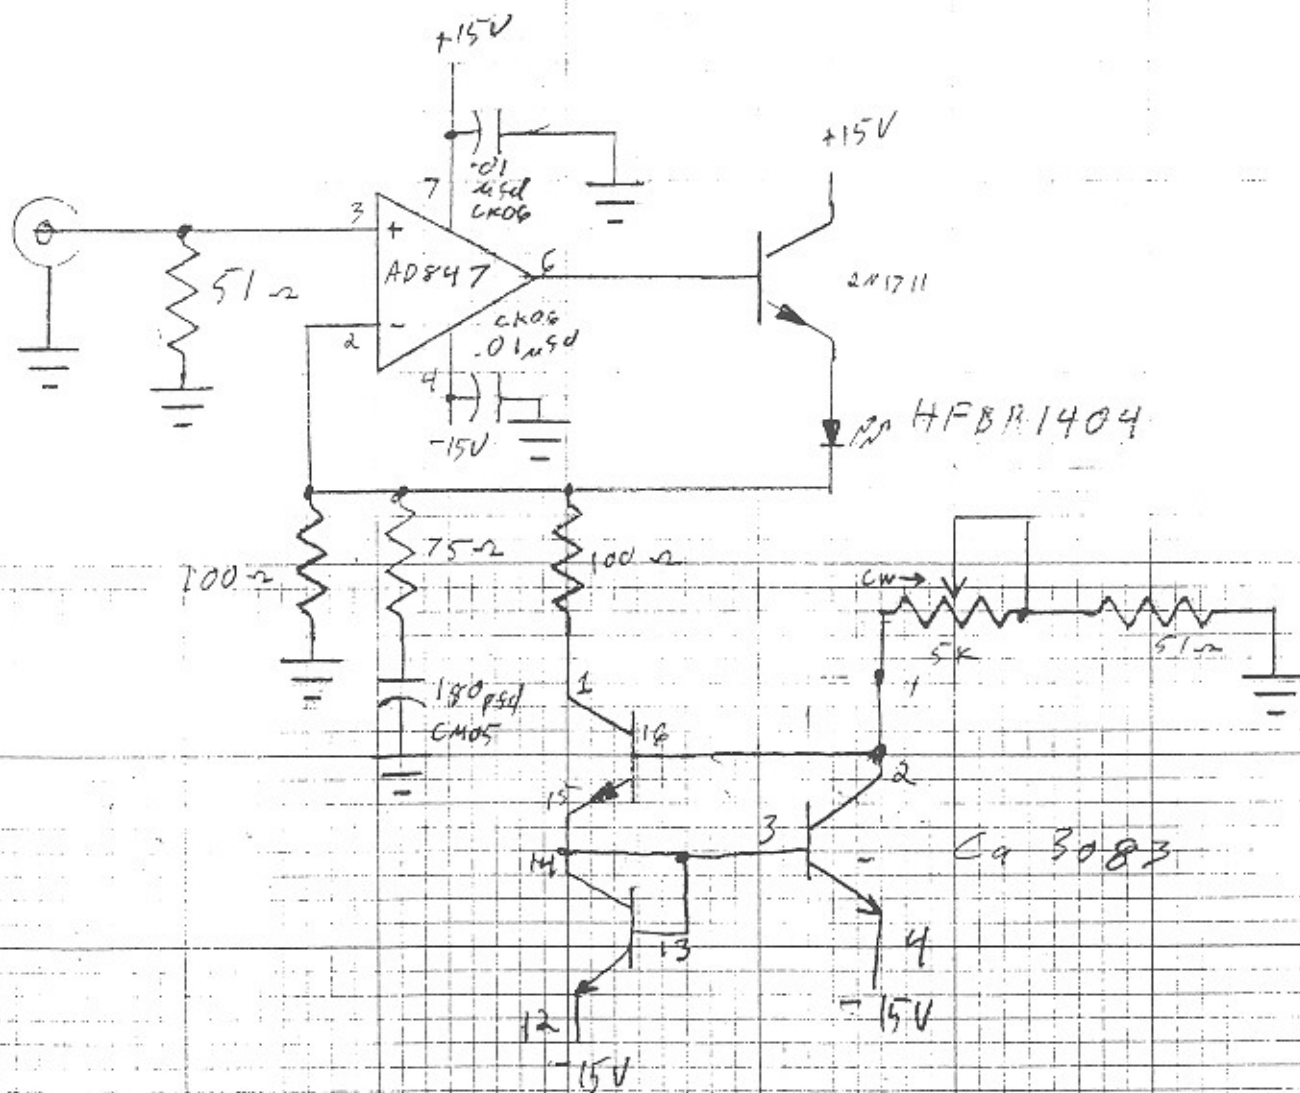 +15V
.01
µfd
CK06
7
+15V
3
+
AD847
6
2N1711
51Ω
CK06
.01µfd
2
-
4
-15V
HFBR1404
100Ω
75Ω
100Ω
CW→
5K
51Ω
180pfd
CM05
1
16
2
15
3
14
Ca 3083
13
4
12
-15V
-15V